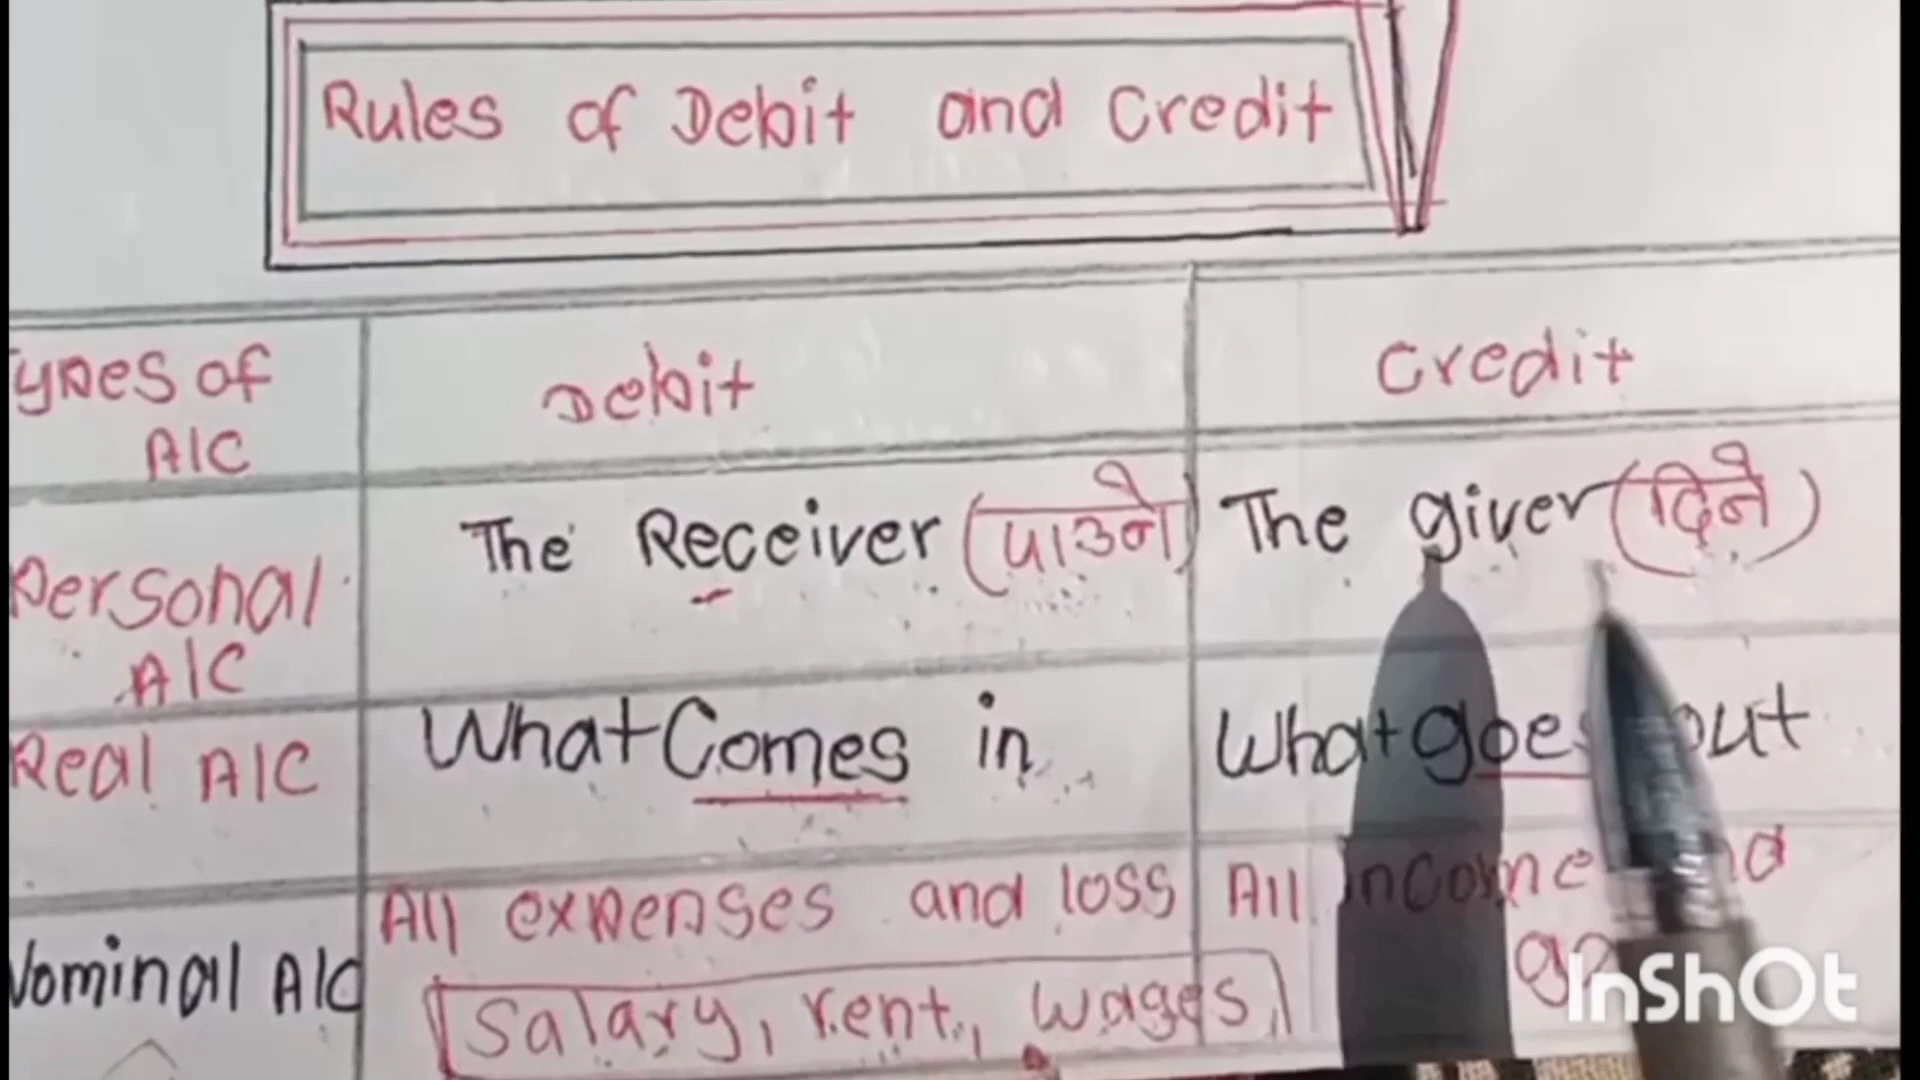 Rules of Debit and Credit
Types of A/C
Debit
Credit
Personal A/C
The Receiver (पाउने)
The giver (दिने)
Real A/C
What Comes in
What goes out
Nominal A/C
All expenses and loss
Salary, rent, wages,
All income
InShOt